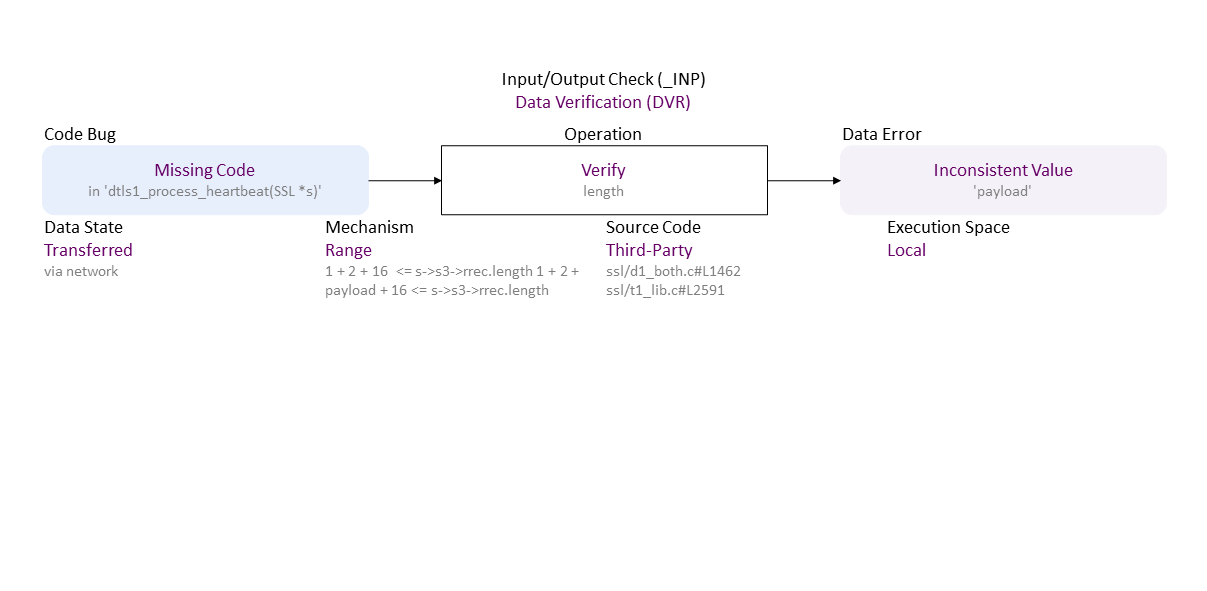 Input/Output Check (_INP)
Data Verification (DVR)
Code Bug
Operation
Data Error
Missing Code
in 'dtls1_process_heartbeat(SSL *s)'
Verify
length
Inconsistent Value
'payload'
Data State
Transferred
via network
Mechanism
Range
1 + 2 + 16 <= s->s3->rrec.length 1 + 2 +
payload + 16 <= s->s3->rrec.length
Source Code
Third-Party
ssl/d1_both.c#L1462
ssl/t1_lib.c#L2591
Execution Space
Local